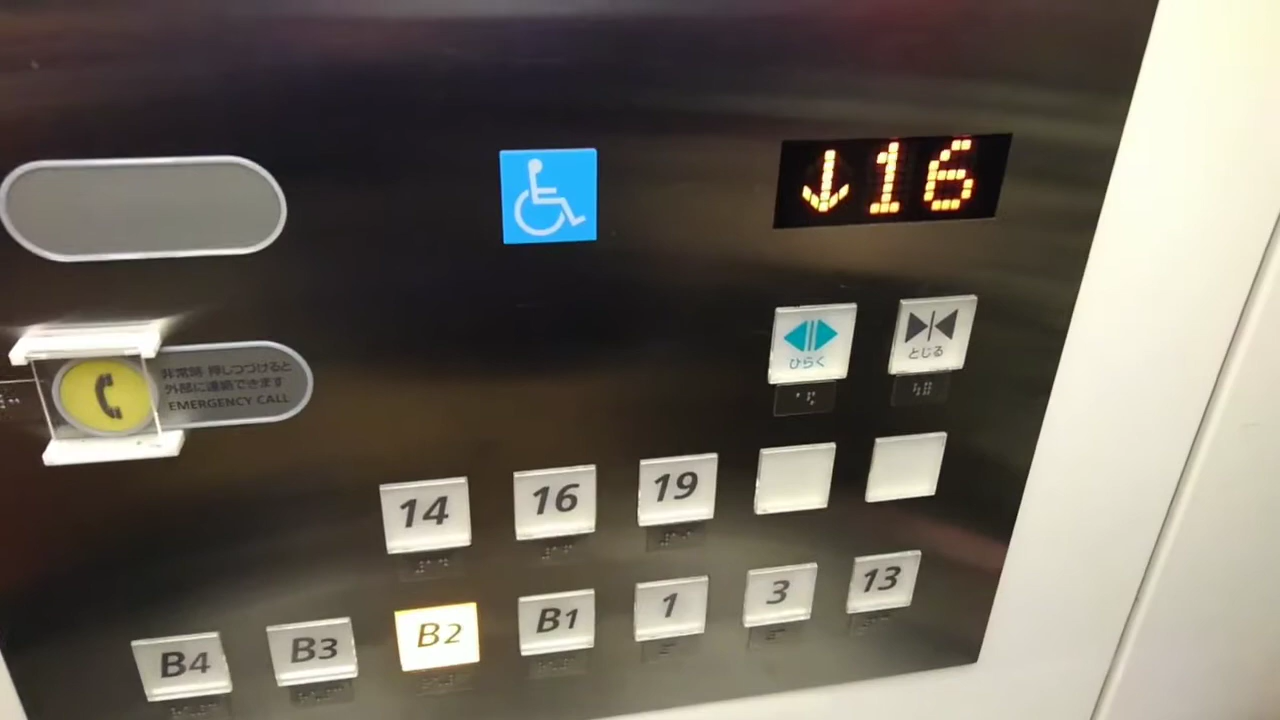 ↓16
ひらく
とじる
非常時 押しつづけると
外部に連絡できます
EMERGENCY CALL
14 16 19
B4 B3 B2 B1 1 3 13